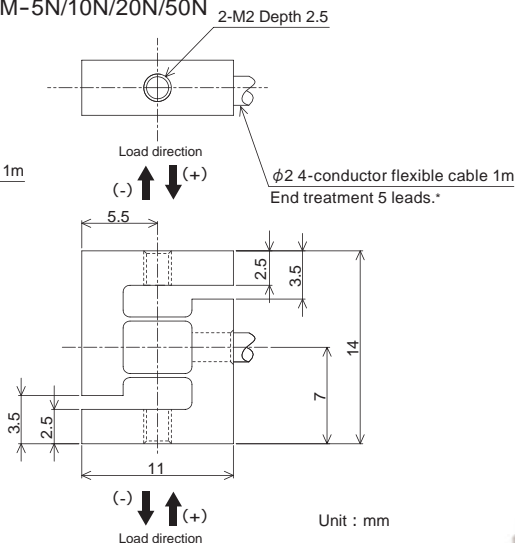 M-5N/10N/20N/50N
2-M2 Depth 2.5
1m
Load direction
(-)
(+)
φ2 4-conductor flexible cable 1m
End treatment 5 leads.*
5.5
2.5
3.5
14
7
3.5
2.5
11
(-)
(+)
Unit : mm
Load direction